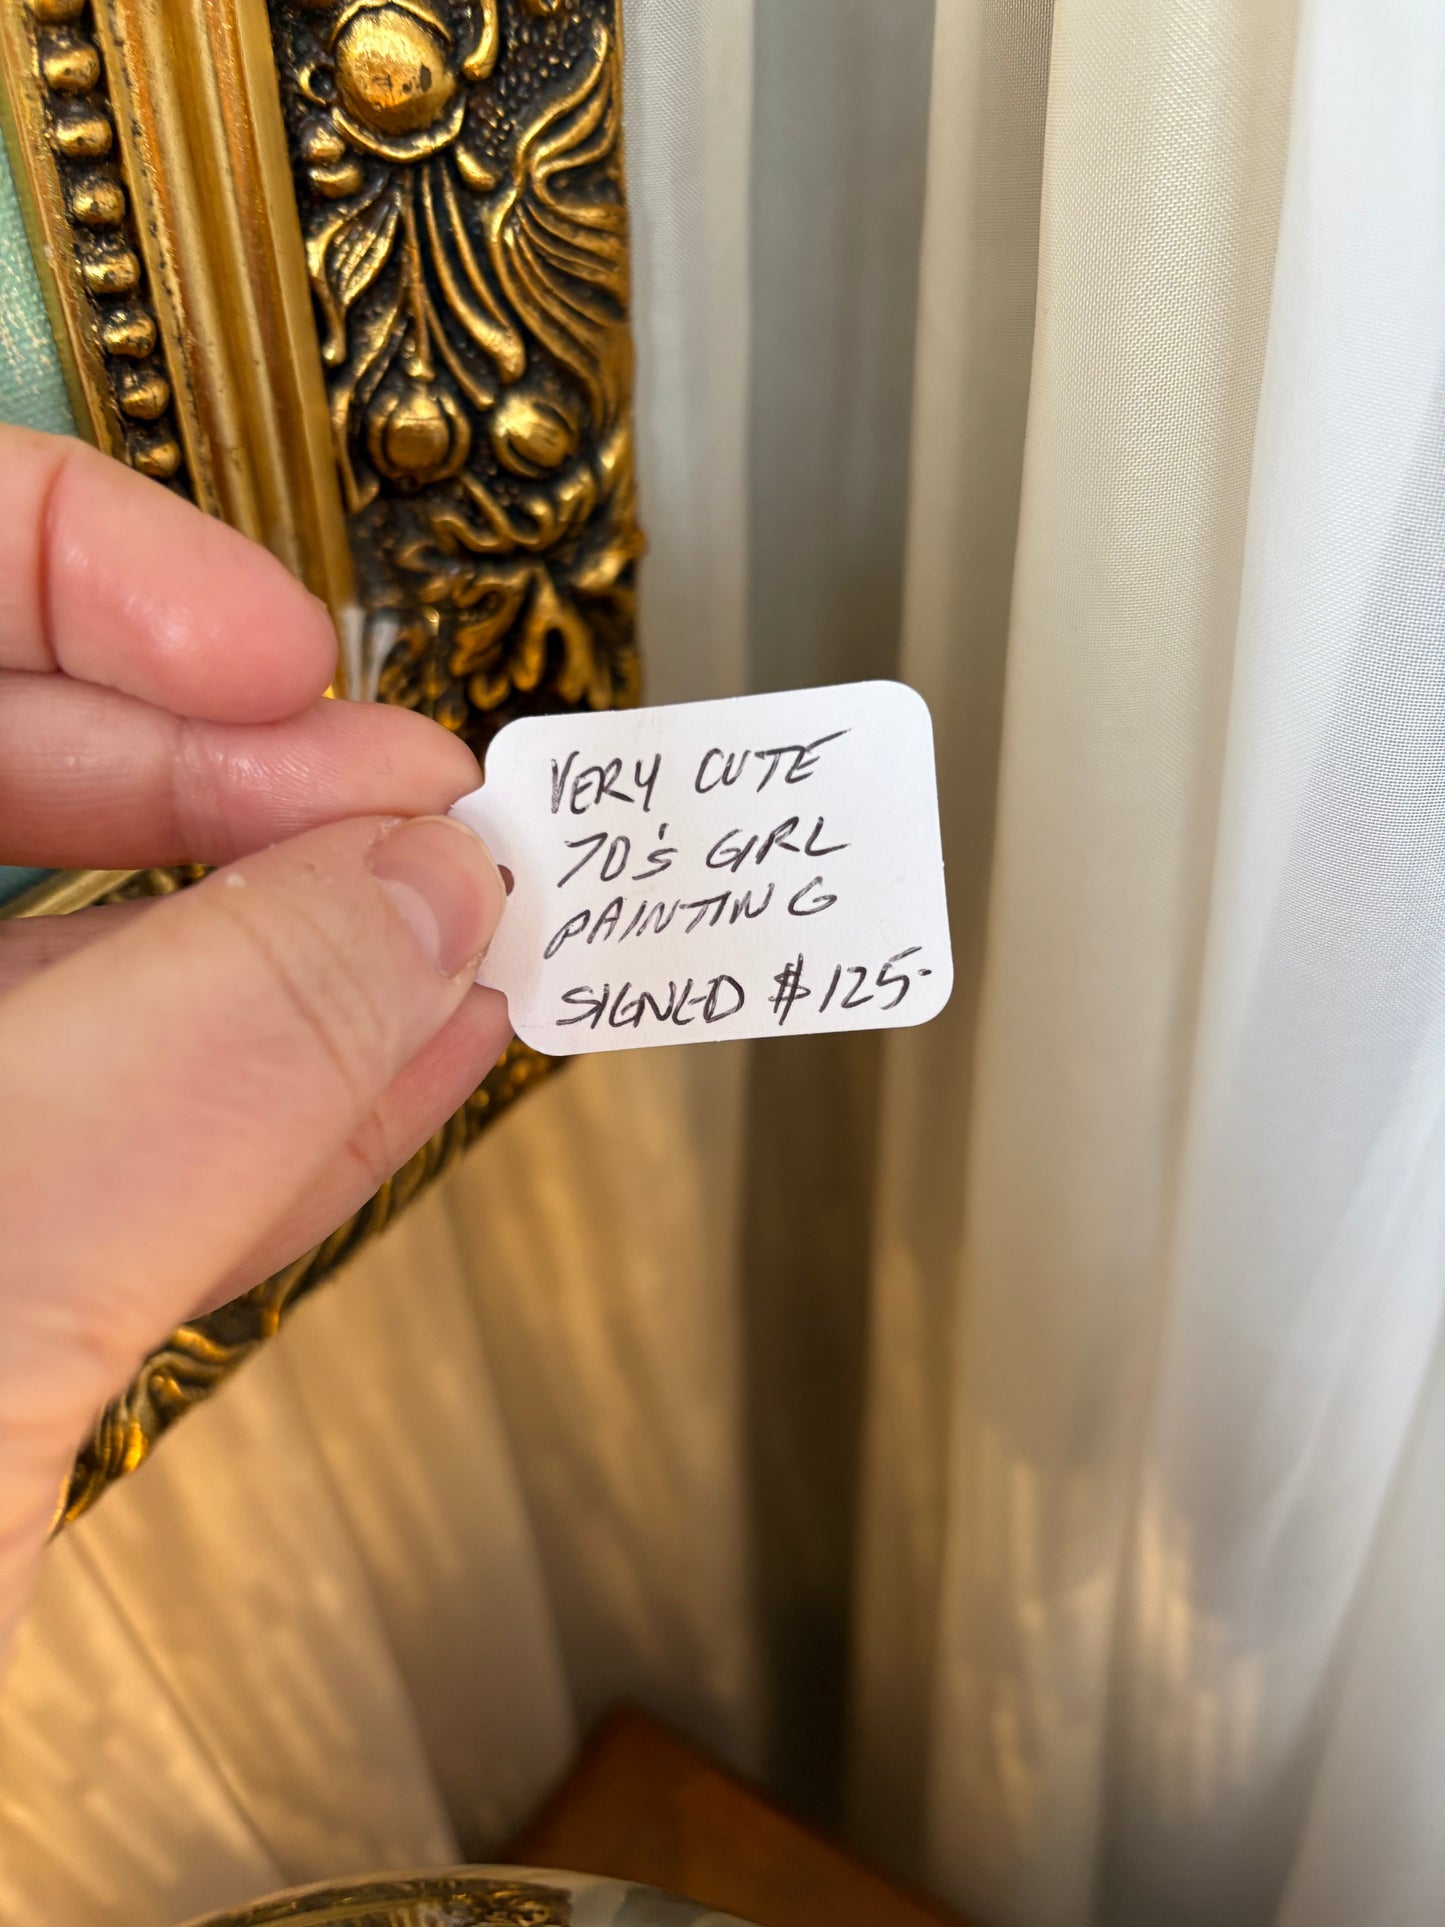 VERY CUTE
70's GIRL
PAINTING
SIGNED $125-